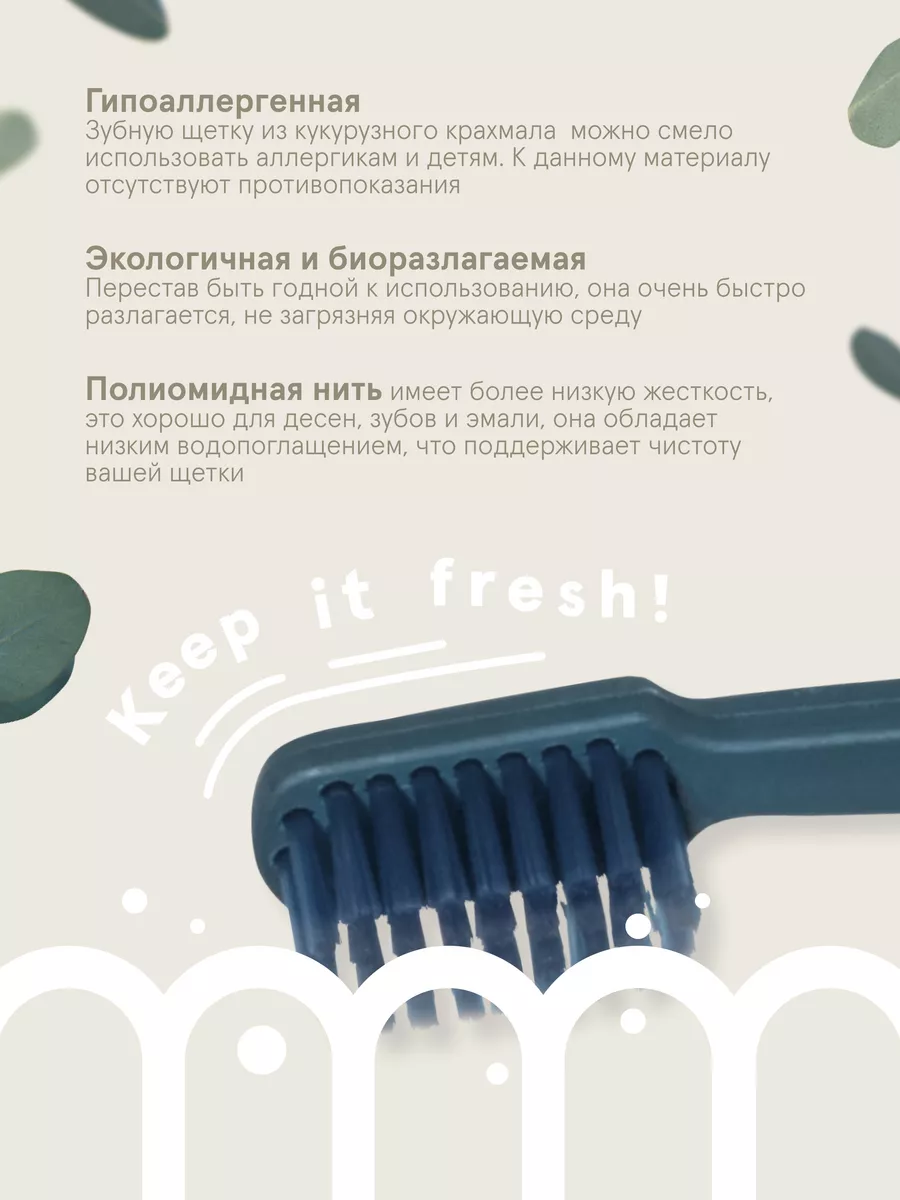 Гипоаллергенная
Зубную щетку из кукурузного крахмала можно смело
использовать аллергикам и детям. К данному материалу
отсутствуют противопоказания
Экологичная и биоразлагаемая
Перестав быть годной к использованию, она очень быстро
разлагается, не загрязняя окружающую среду
Полиомидная нить имеет более низкую жесткость,
это хорошо для десен, зубов и эмали, она обладает
низким водопоглащением, что поддерживает чистоту
вашей щетки
Keep it fresh!